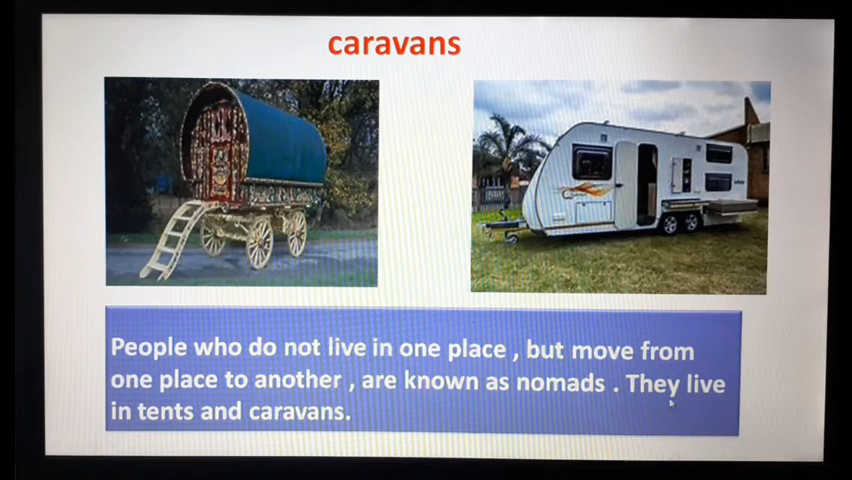 caravans
People who do not live in one place , but move from
one place to another , are known as nomads . They live
in tents and caravans.